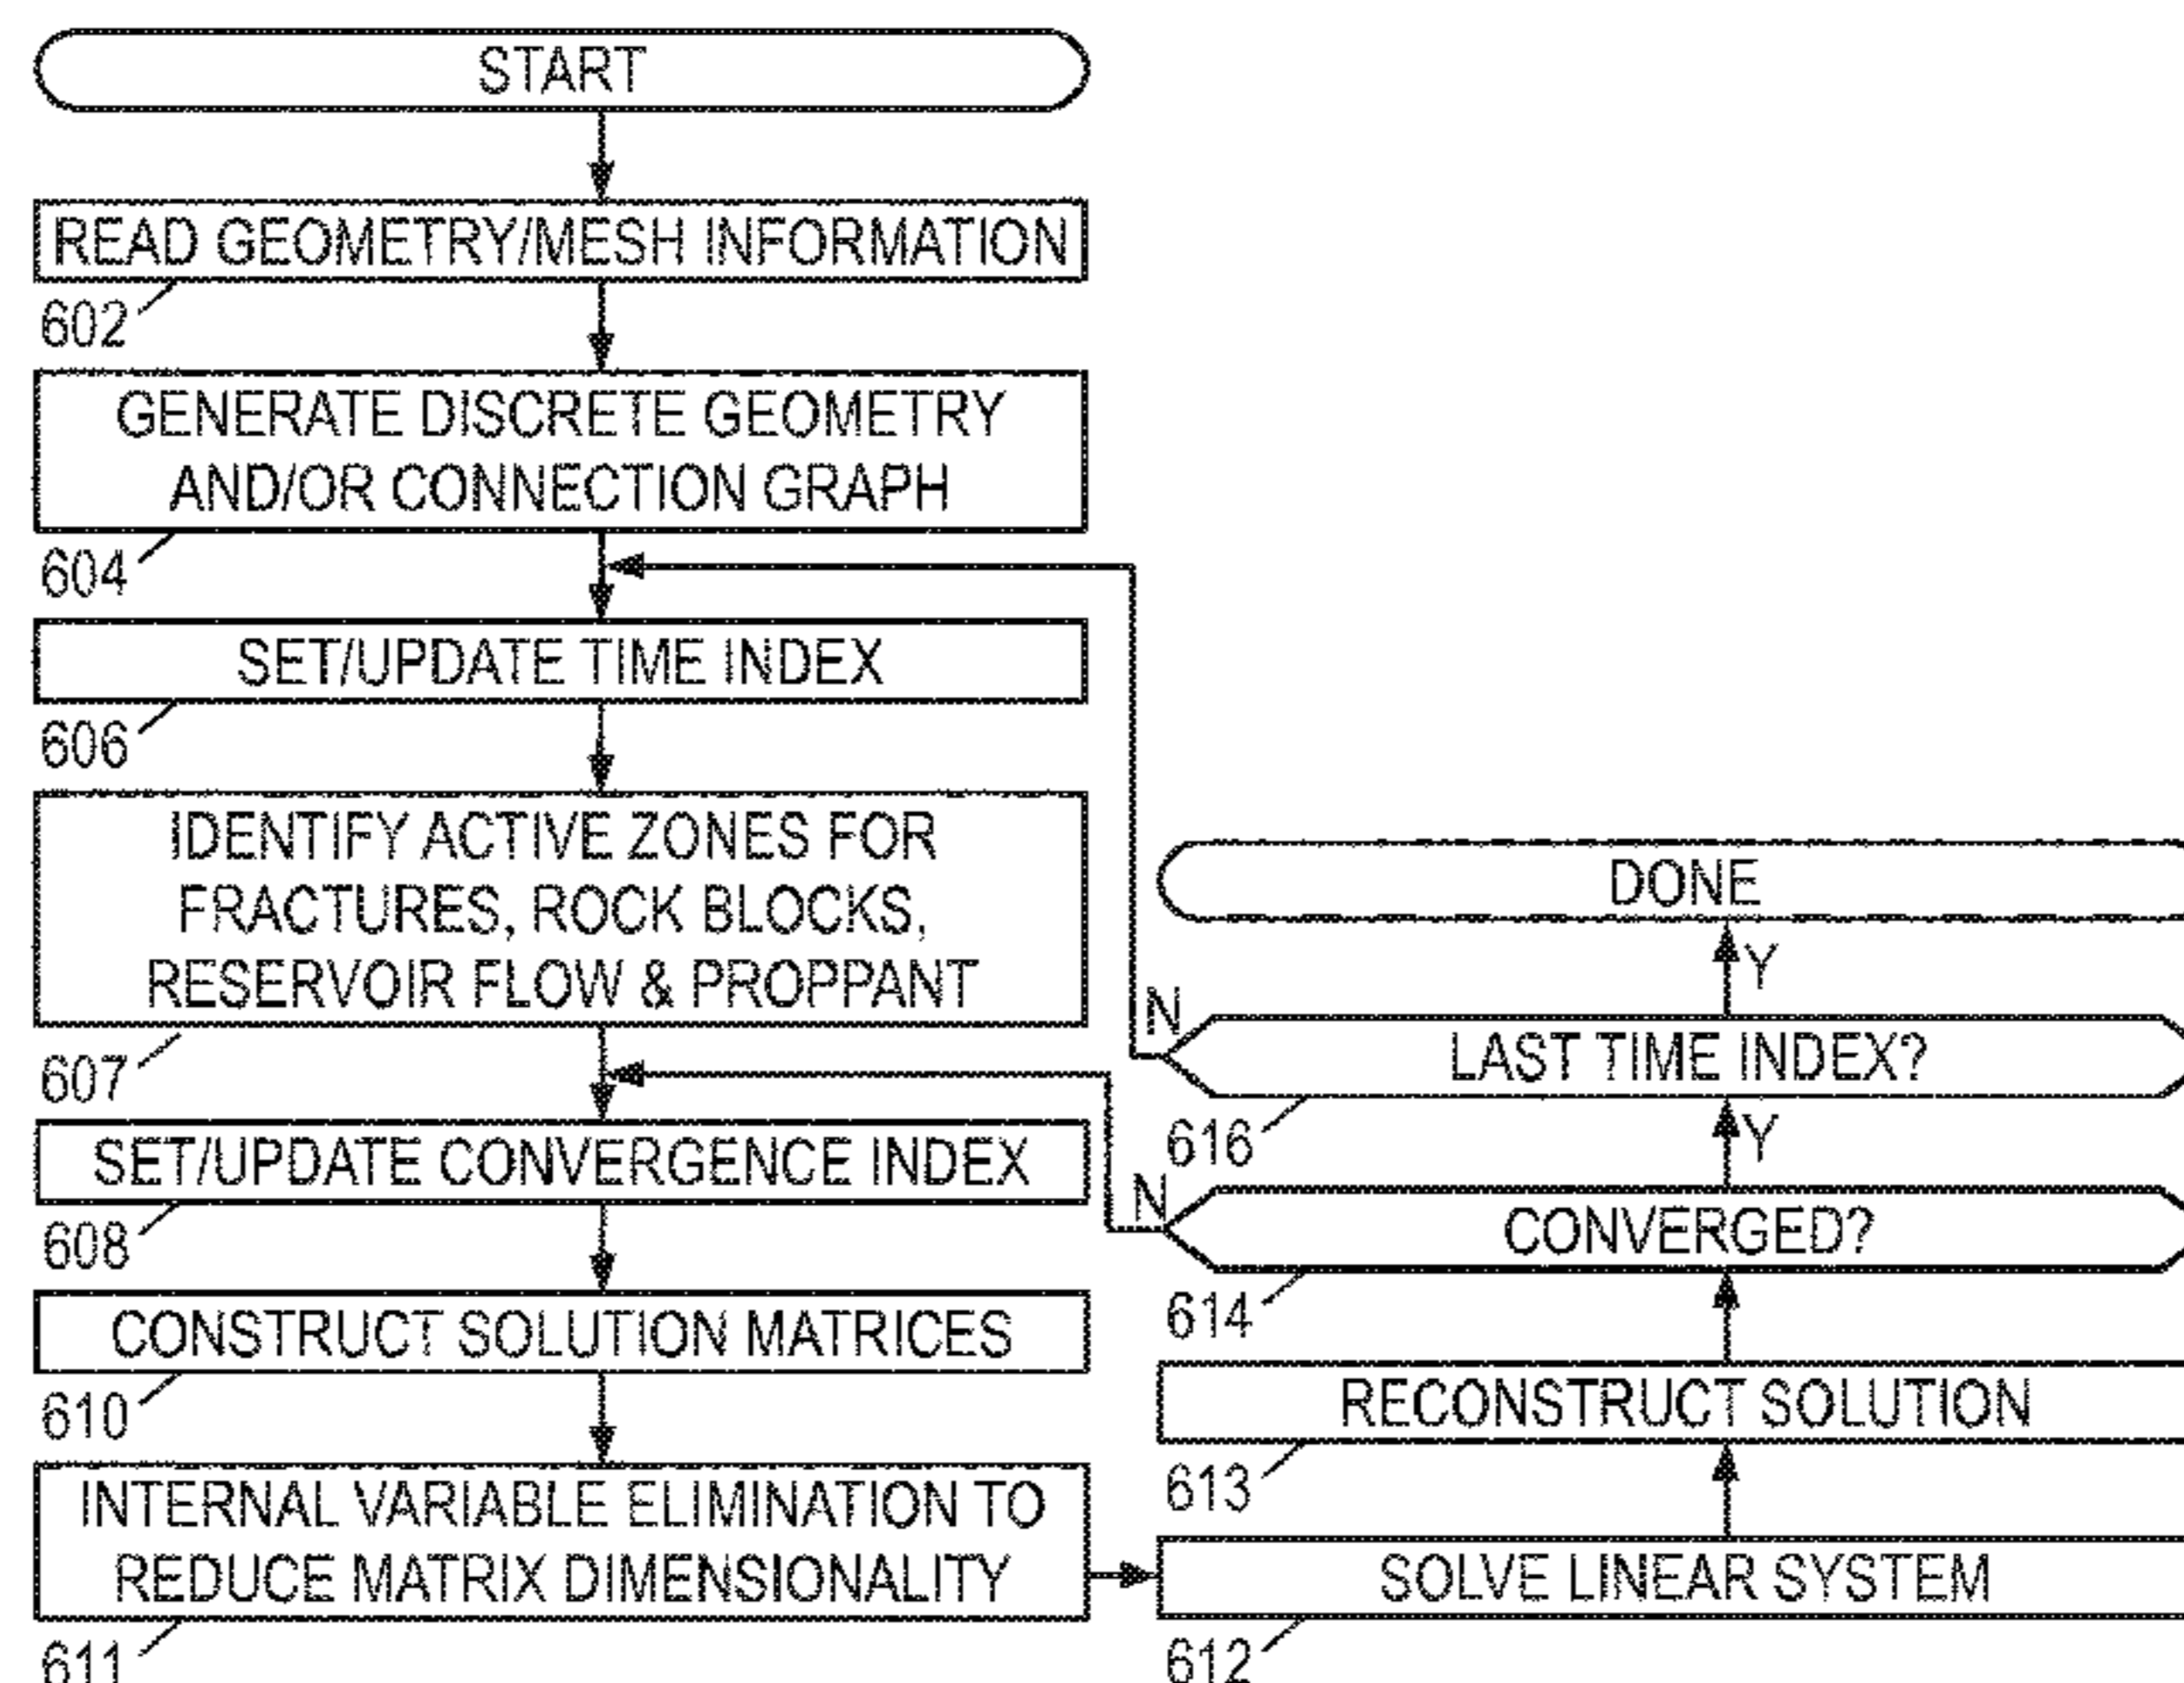 START
READ GEOMETRY/MESH INFORMATION
602
GENERATE DISCRETE GEOMETRY
AND/OR CONNECTION GRAPH
604
SET/UPDATE TIME INDEX
606
IDENTIFY ACTIVE ZONES FOR
FRACTURES, ROCK BLOCKS,
RESERVOIR FLOW & PROPPANT
607
SET/UPDATE CONVERGENCE INDEX
608
CONSTRUCT SOLUTION MATRICES
610
INTERNAL VARIABLE ELIMINATION TO
REDUCE MATRIX DIMENSIONALITY
611
DONE
Y
N
LAST TIME INDEX?
616
Y
N
CONVERGED?
614
RECONSTRUCT SOLUTION
613
SOLVE LINEAR SYSTEM
612